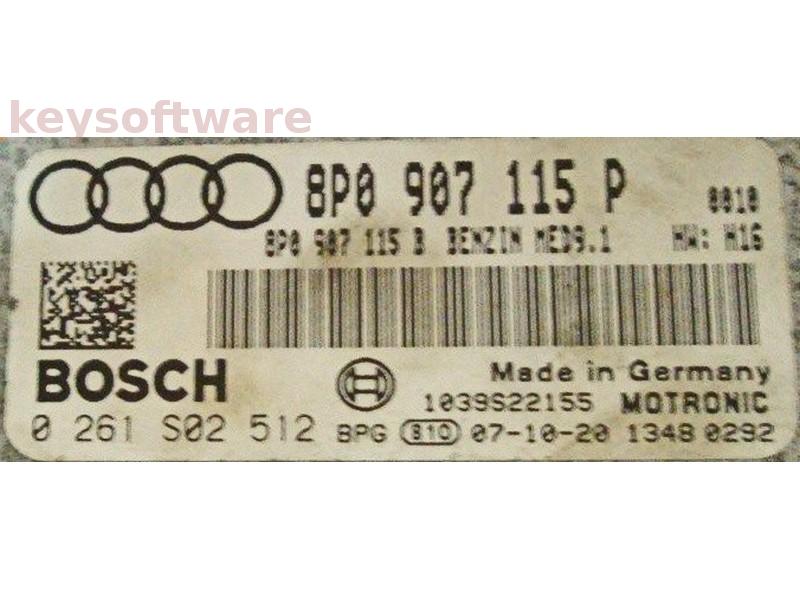 keysoftware
8P0 907 115 P 0010
8P0 907 115 B BENZIN MED9.1 HW: H16
BOSCH
Made in Germany
1039S22155 MOTRONIC
0 261 S02 512 BPG 810 07-10-20 1348 0292